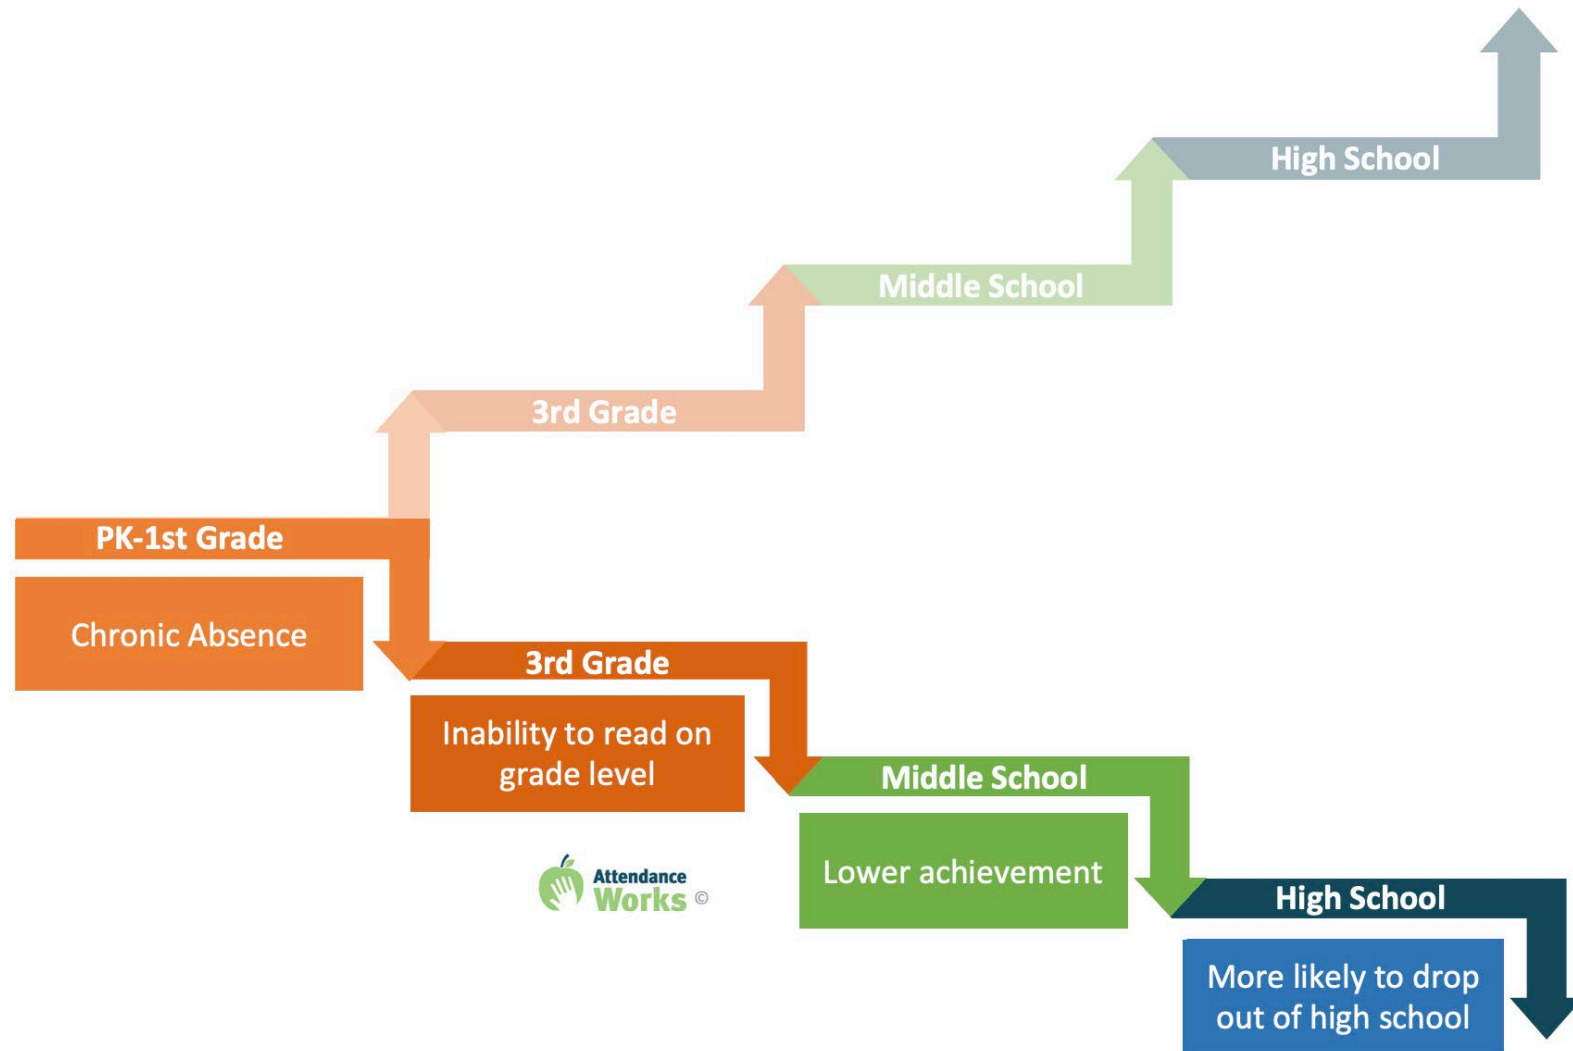 High School
Middle School
3rd Grade
PK-1st Grade
Chronic Absence
3rd Grade
Inability to read on
grade level
Middle School
Lower achievement
Attendance
Works ©
High School
More likely to drop
out of high school